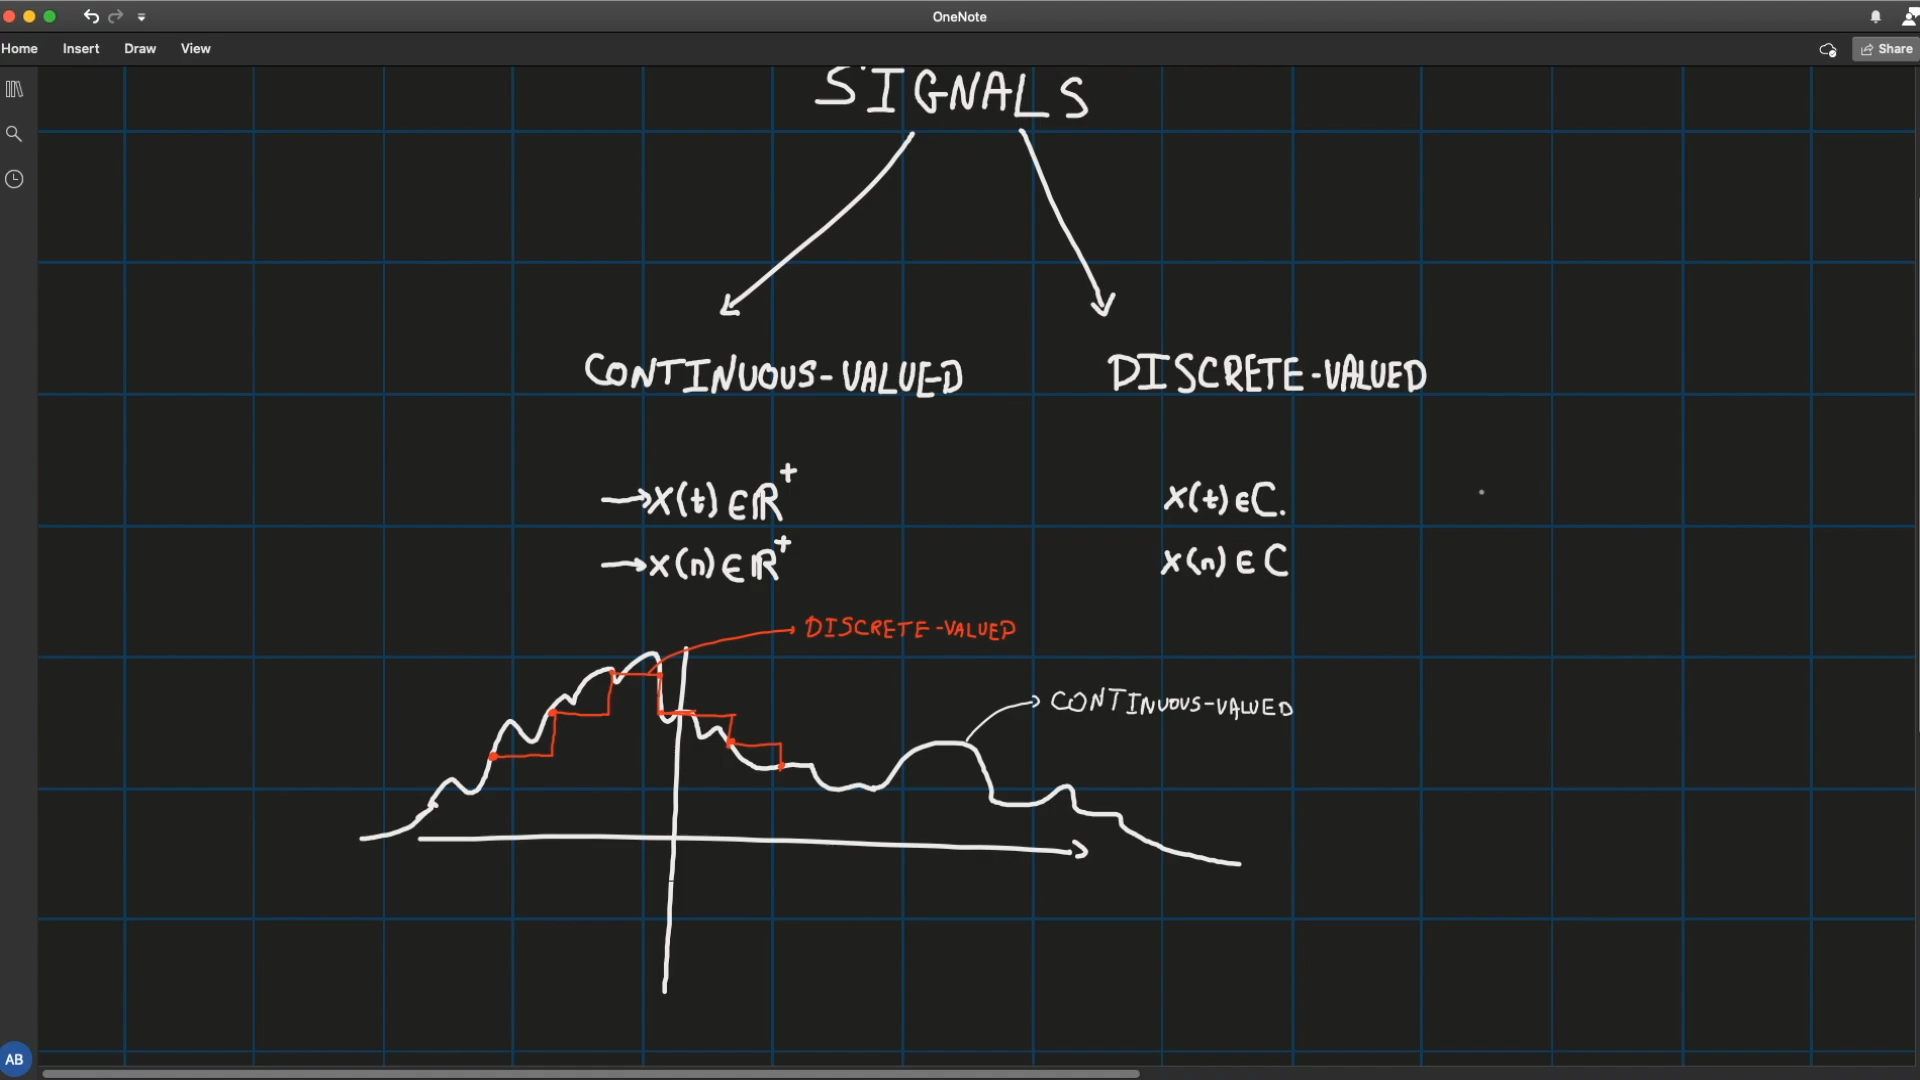 OneNote
Home Insert Draw View
Share
SIGNALS
CONTINUOUS-VALUED DISCRETE-VALUED
→X(t)∈ℝ⁺ X(t)∈C.
→X(n)∈ℝ⁺ X(n)∈C
DISCRETE-VALUED
CONTINUOUS-VALUED
AB